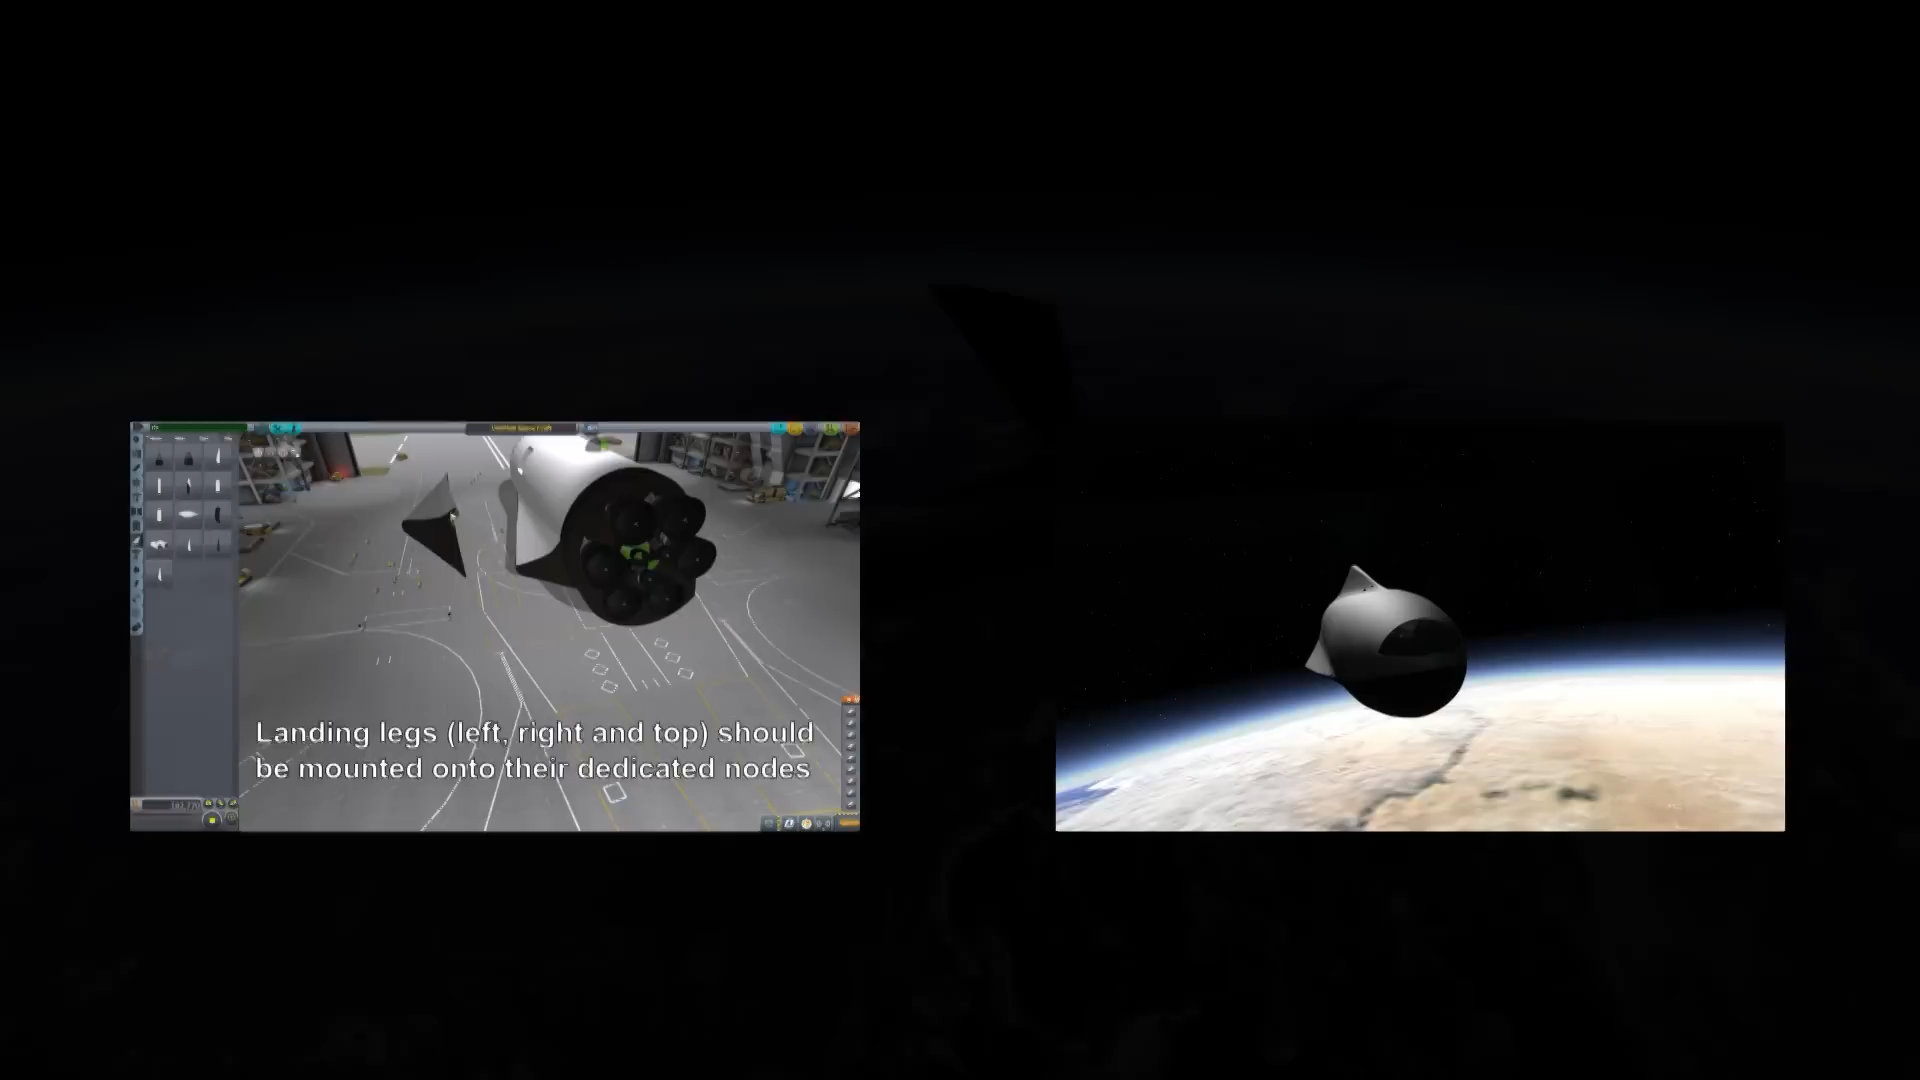 Landing legs (left, right and top) should
be mounted onto their dedicated nodes